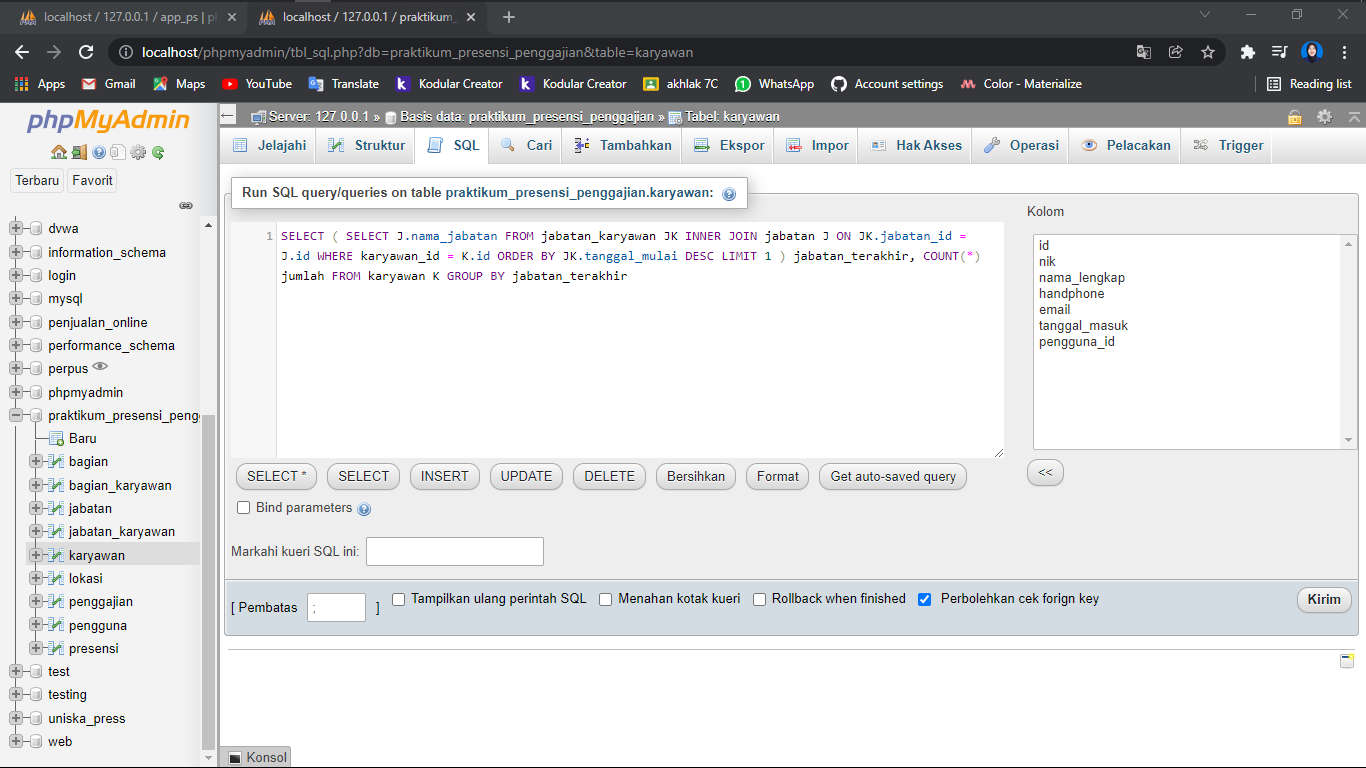 localhost / 127.0.0.1 / app_ps | p
localhost / 127.0.0.1 / praktikum_
localhost/phpmyadmin/tbl_sql.php?db=praktikum_presensi_penggajian&table=karyawan
Apps
Gmail
Maps
YouTube
Translate
Kodular Creator
Kodular Creator
akhlak 7C
WhatsApp
Account settings
Color - Materialize
Reading list
phpMyAdmin
Terbaru
Favorit
dvwa
information_schema
login
mysql
penjualan_online
performance_schema
perpus
phpmyadmin
praktikum_presensi_peng
Baru
bagian
bagian_karyawan
jabatan
jabatan_karyawan
karyawan
lokasi
penggajian
pengguna
presensi
test
testing
uniska_press
web
Server: 127.0.0.1 » Basis data: praktikum_presensi_penggajian » Tabel: karyawan
Jelajahi
Struktur
SQL
Cari
Tambahkan
Ekspor
Impor
Hak Akses
Operasi
Pelacakan
Trigger
Run SQL query/queries on table praktikum_presensi_penggajian.karyawan:
1 SELECT ( SELECT J.nama_jabatan FROM jabatan_karyawan JK INNER JOIN jabatan J ON JK.jabatan_id =
J.id WHERE karyawan_id = K.id ORDER BY JK.tanggal_mulai DESC LIMIT 1 ) jabatan_terakhir, COUNT(*)
jumlah FROM karyawan K GROUP BY jabatan_terakhir
Kolom
id
nik
nama_lengkap
handphone
email
tanggal_masuk
pengguna_id
<<
SELECT *
SELECT
INSERT
UPDATE
DELETE
Bersihkan
Format
Get auto-saved query
Bind parameters
Markahi kueri SQL ini:
[ Pembatas ; ]
Tampilkan ulang perintah SQL
Menahan kotak kueri
Rollback when finished
Perbolehkan cek forign key
Kirim
Konsol